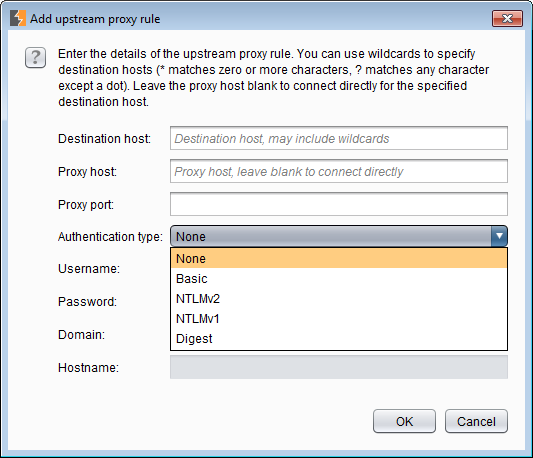 Add upstream proxy rule
?
Enter the details of the upstream proxy rule. You can use wildcards to specify
destination hosts (* matches zero or more characters, ? matches any character
except a dot). Leave the proxy host blank to connect directly for the specified
destination host.
Destination host: Destination host, may include wildcards
Proxy host: Proxy host, leave blank to connect directly
Proxy port:
Authentication type: None
None
Username:
Basic
NTLMv2
Password:
NTLMv1
Domain:
Digest
Hostname:
OK Cancel